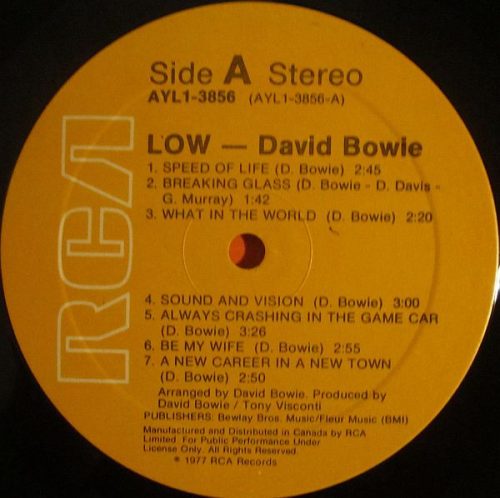 Side A Stereo
AYL1-3856 (AYL1-3856-A)
RCA
LOW — David Bowie
1. SPEED OF LIFE (D. Bowie) 2:45
2. BREAKING GLASS (D. Bowie - D. Davis -
G. Murray) 1:42
3. WHAT IN THE WORLD (D. Bowie) 2:20
4. SOUND AND VISION (D. Bowie) 3:00
5. ALWAYS CRASHING IN THE GAME CAR
(D. Bowie) 3:26
6. BE MY WIFE (D. Bowie) 2:55
7. A NEW CAREER IN A NEW TOWN
(D. Bowie) 2:50
Arranged by David Bowie. Produced by
David Bowie / Tony Visconti
PUBLISHERS: Bewlay Bros. Music/Fleur Music (BMI)
Manufactured and Distributed in Canada by RCA
Limited. For Public Performance Under
License Only. All Rights Reserved.
℗ 1977 RCA Records